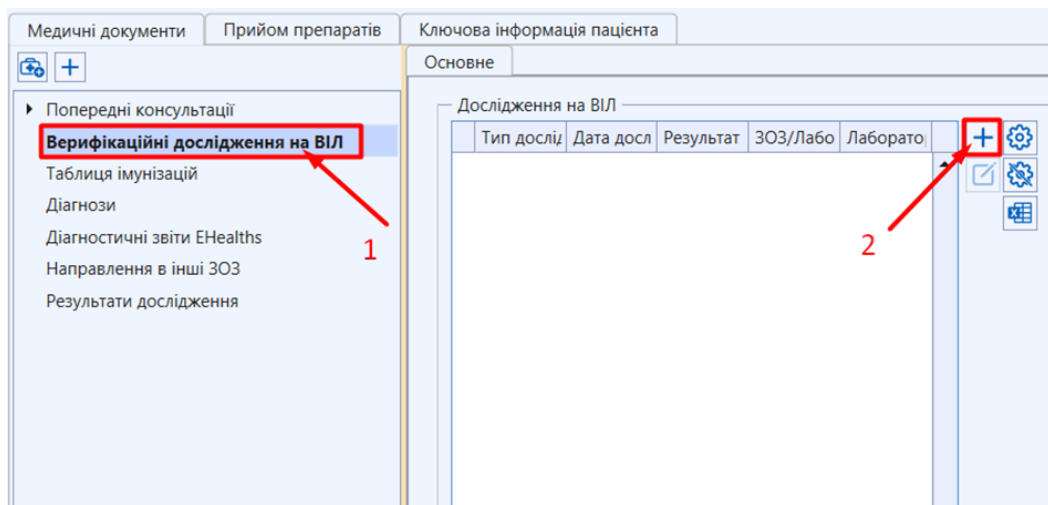 Медичні документи Прийом препаратів Ключова інформація пацієнта
Основне
Попередні консультації
Верифікаційні дослідження на ВІЛ
Таблиця імунізацій
Діагнози
Діагностичні звіти EHealths
Направлення в інші ЗОЗ
Результати дослідження
1
Дослідження на ВІЛ
Тип дослід Дата досл Результат ЗОЗ/Лабо Лаборато
2